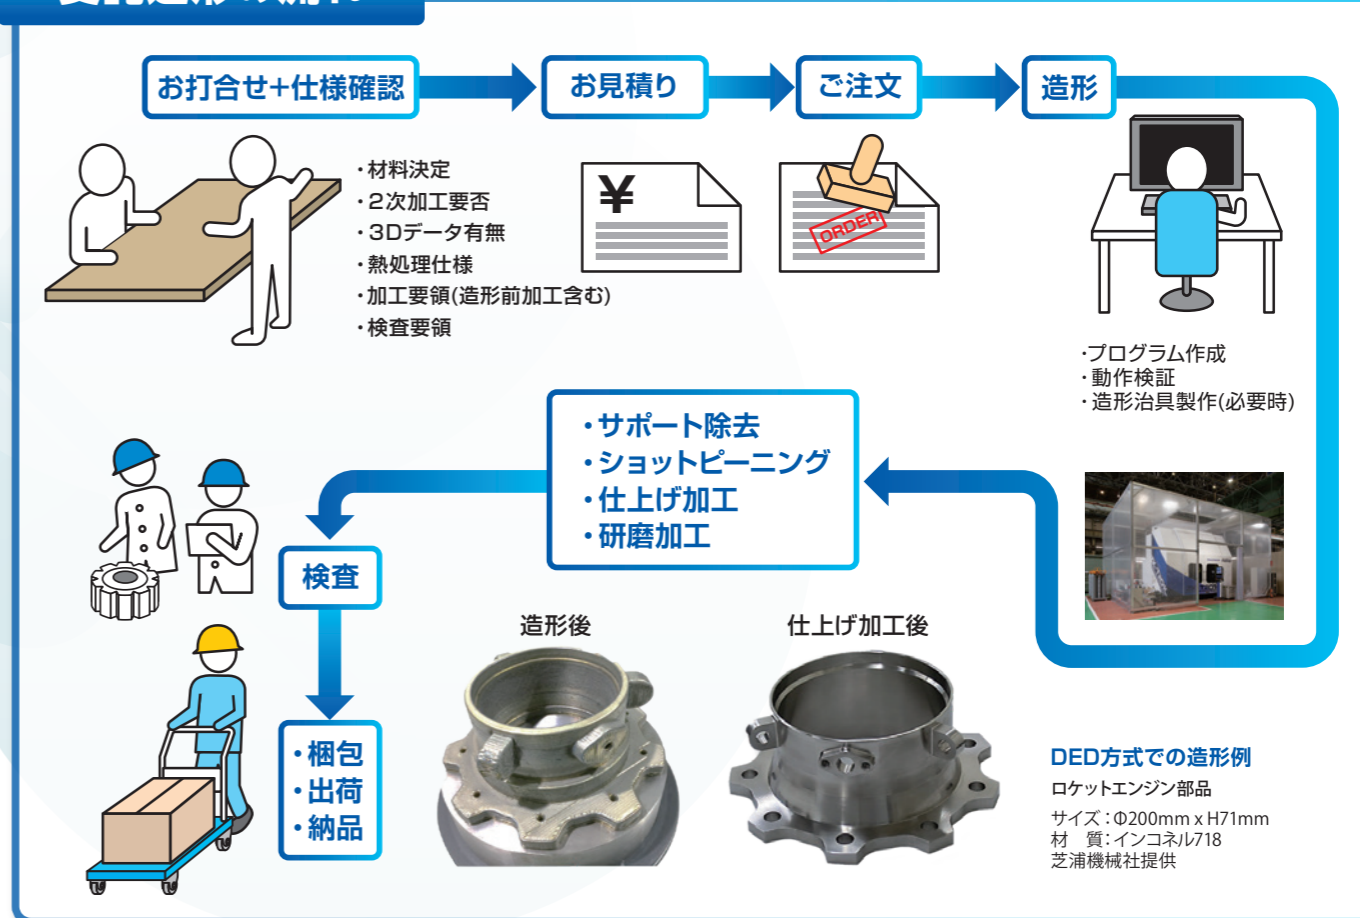 お打合せ+仕様確認
お見積り
ご注文
造形
・材料決定
・2次加工要否
・3Dデータ有無
・熱処理仕様
・加工要領(造形前加工含む)
・検査要領
¥
ORDER
・プログラム作成
・動作検証
・造形治具製作(必要時)
・サポート除去
・ショットピーニング
・仕上げ加工
・研磨加工
検査
・梱包
・出荷
・納品
造形後
仕上げ加工後
DED方式での造形例
ロケットエンジン部品
サイズ:Φ200mm x H71mm
材　質:インコネル718
芝浦機械社提供